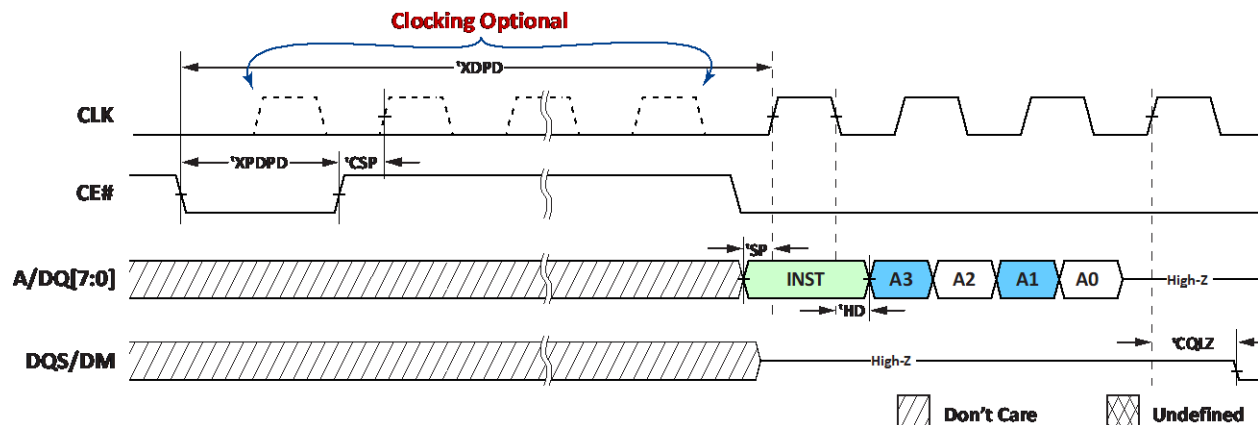 Clocking Optional
tXDPD
CLK
tXPDPD
tCSP
CE#
tSP
A/DQ[7:0]
INST
A3
A2
A1
A0
High-Z
tHD
DQS/DM
High-Z
tCQLZ
Don't Care
Undefined